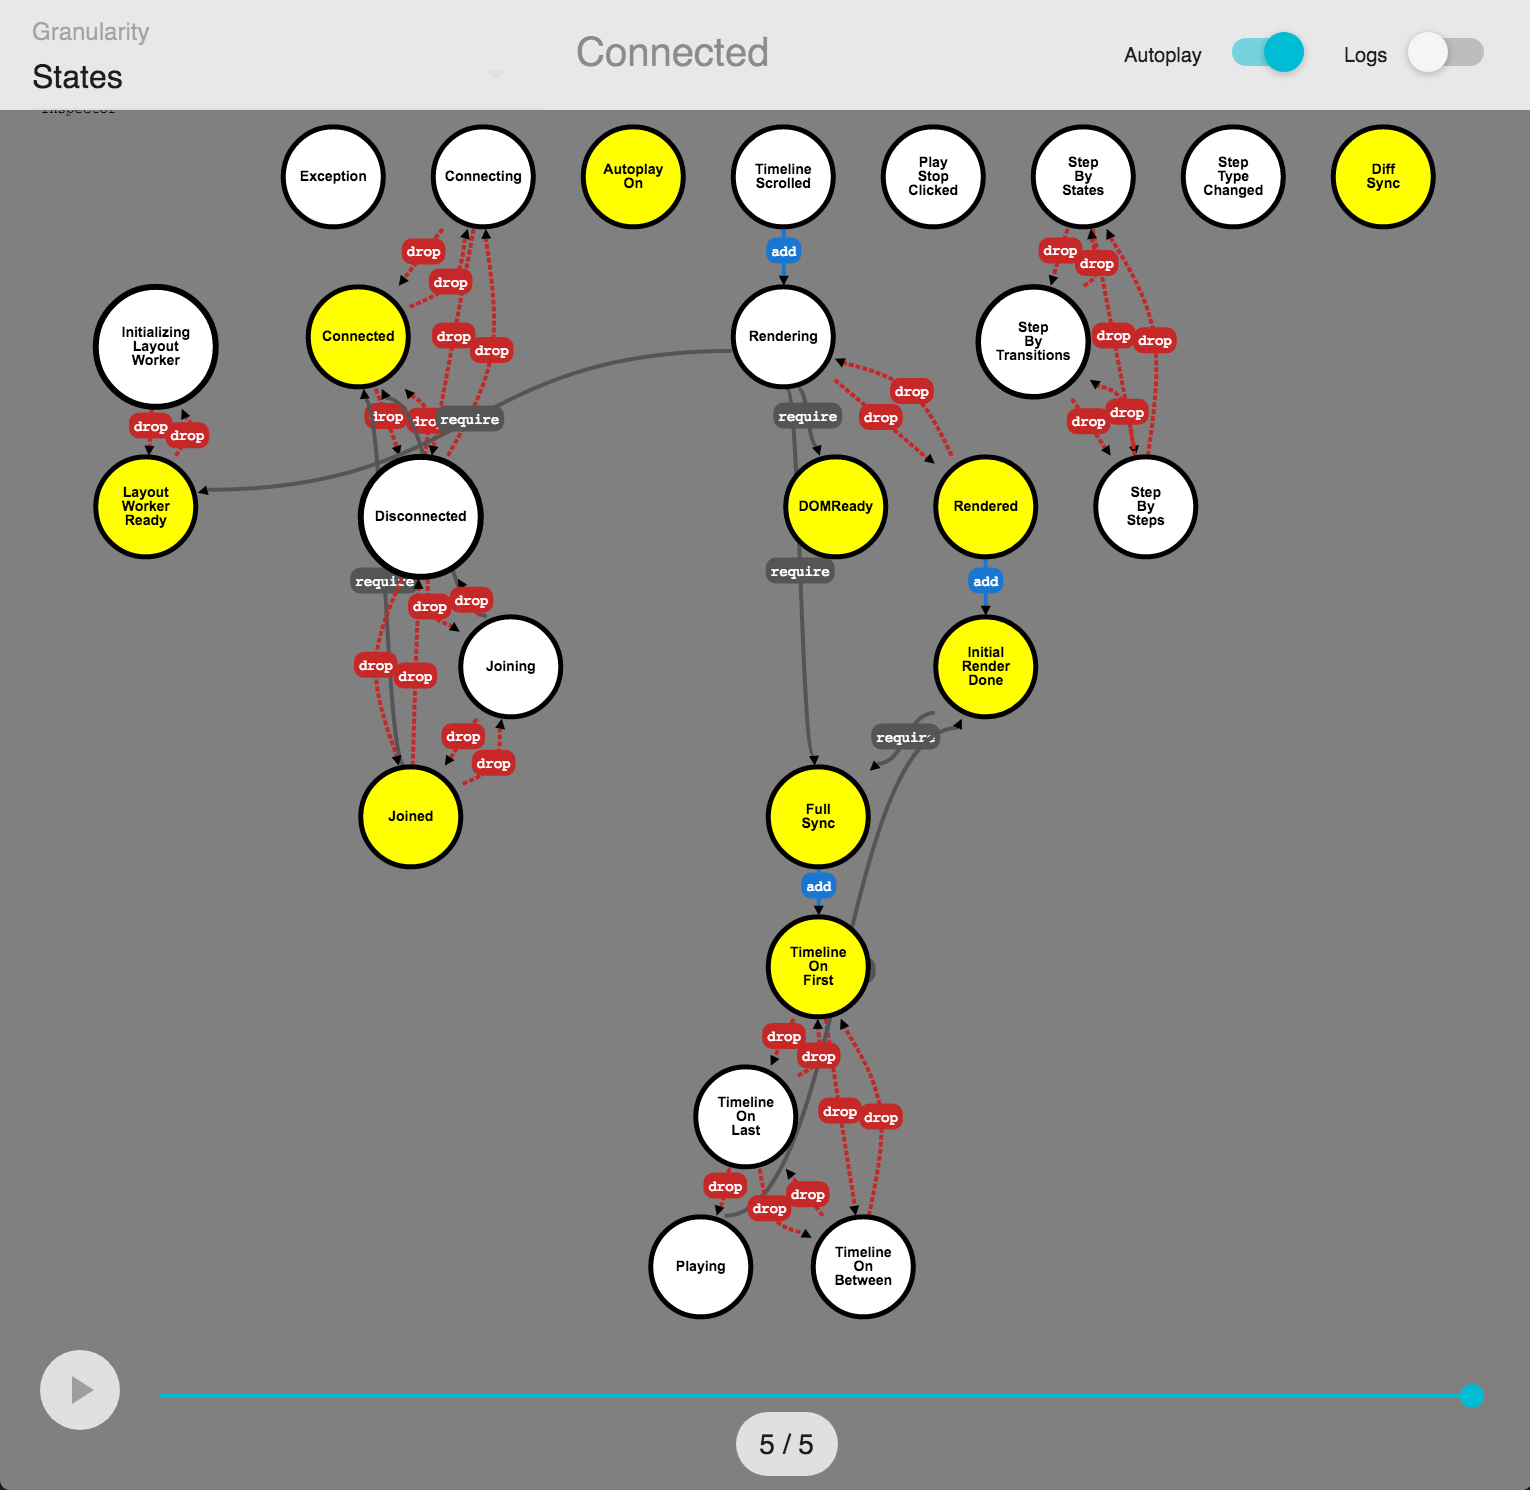 Granularity
States
Connected
Autoplay
Logs
Inspector
Exception
Connecting
Autoplay
On
Timeline
Scrolled
Play
Stop
Clicked
Step
By
States
Step
Type
Changed
Diff
Sync
drop
add
drop
drop
drop
Initializing
Layout
Worker
Connected
drop
drop
Rendering
Step
By
Transitions
drop
drop
drop
drop
drop
drop
require
require
drop
drop
drop
drop
drop
Layout
Worker
Ready
Disconnected
DOMReady
Rendered
Step
By
Steps
require
require
add
drop
drop
drop
drop
Joining
Initial
Render
Done
drop
drop
require
Joined
Full
Sync
add
Timeline
On
First
drop
drop
Timeline
On
Last
drop
drop
drop
drop
drop
Playing
Timeline
On
Between
5 / 5